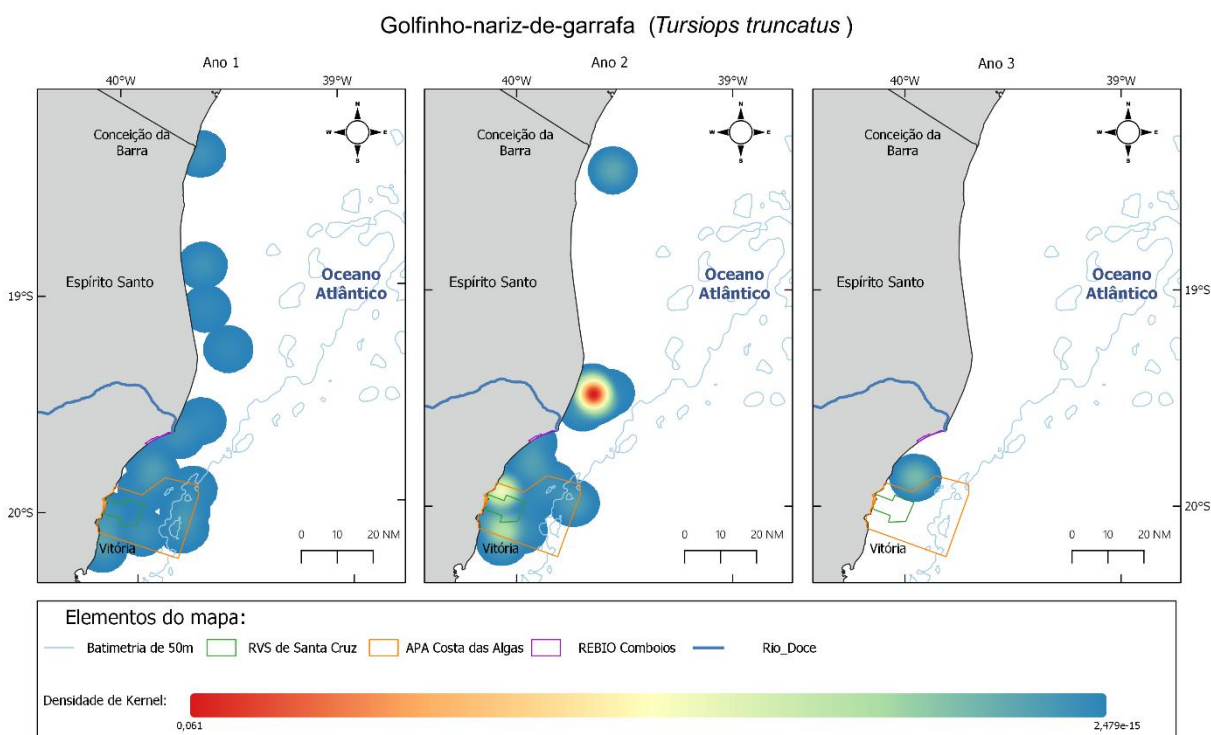 Golfinho-nariz-de-garrafa (Tursiops truncatus )
Ano 1
Ano 2
Ano 3
40°W
39°W
40°W
39°W
40°W
39°W
N
W E
S
Conceição da
Barra
Espírito Santo
Oceano
Atlântico
Vitória
0 10 20 NM
19°S
20°S
N
W E
S
Conceição da
Barra
Espírito Santo
Oceano
Atlântico
Vitória
0 10 20 NM
N
W E
S
Conceição da
Barra
Espírito Santo
Oceano
Atlântico
Vitória
0 10 20 NM
19°S
20°S
Elementos do mapa:
Batimetria de 50m RVS de Santa Cruz APA Costa das Algas REBIO Comboios Rio_Doce
Densidade de Kernel:
0,061 2,479e-15